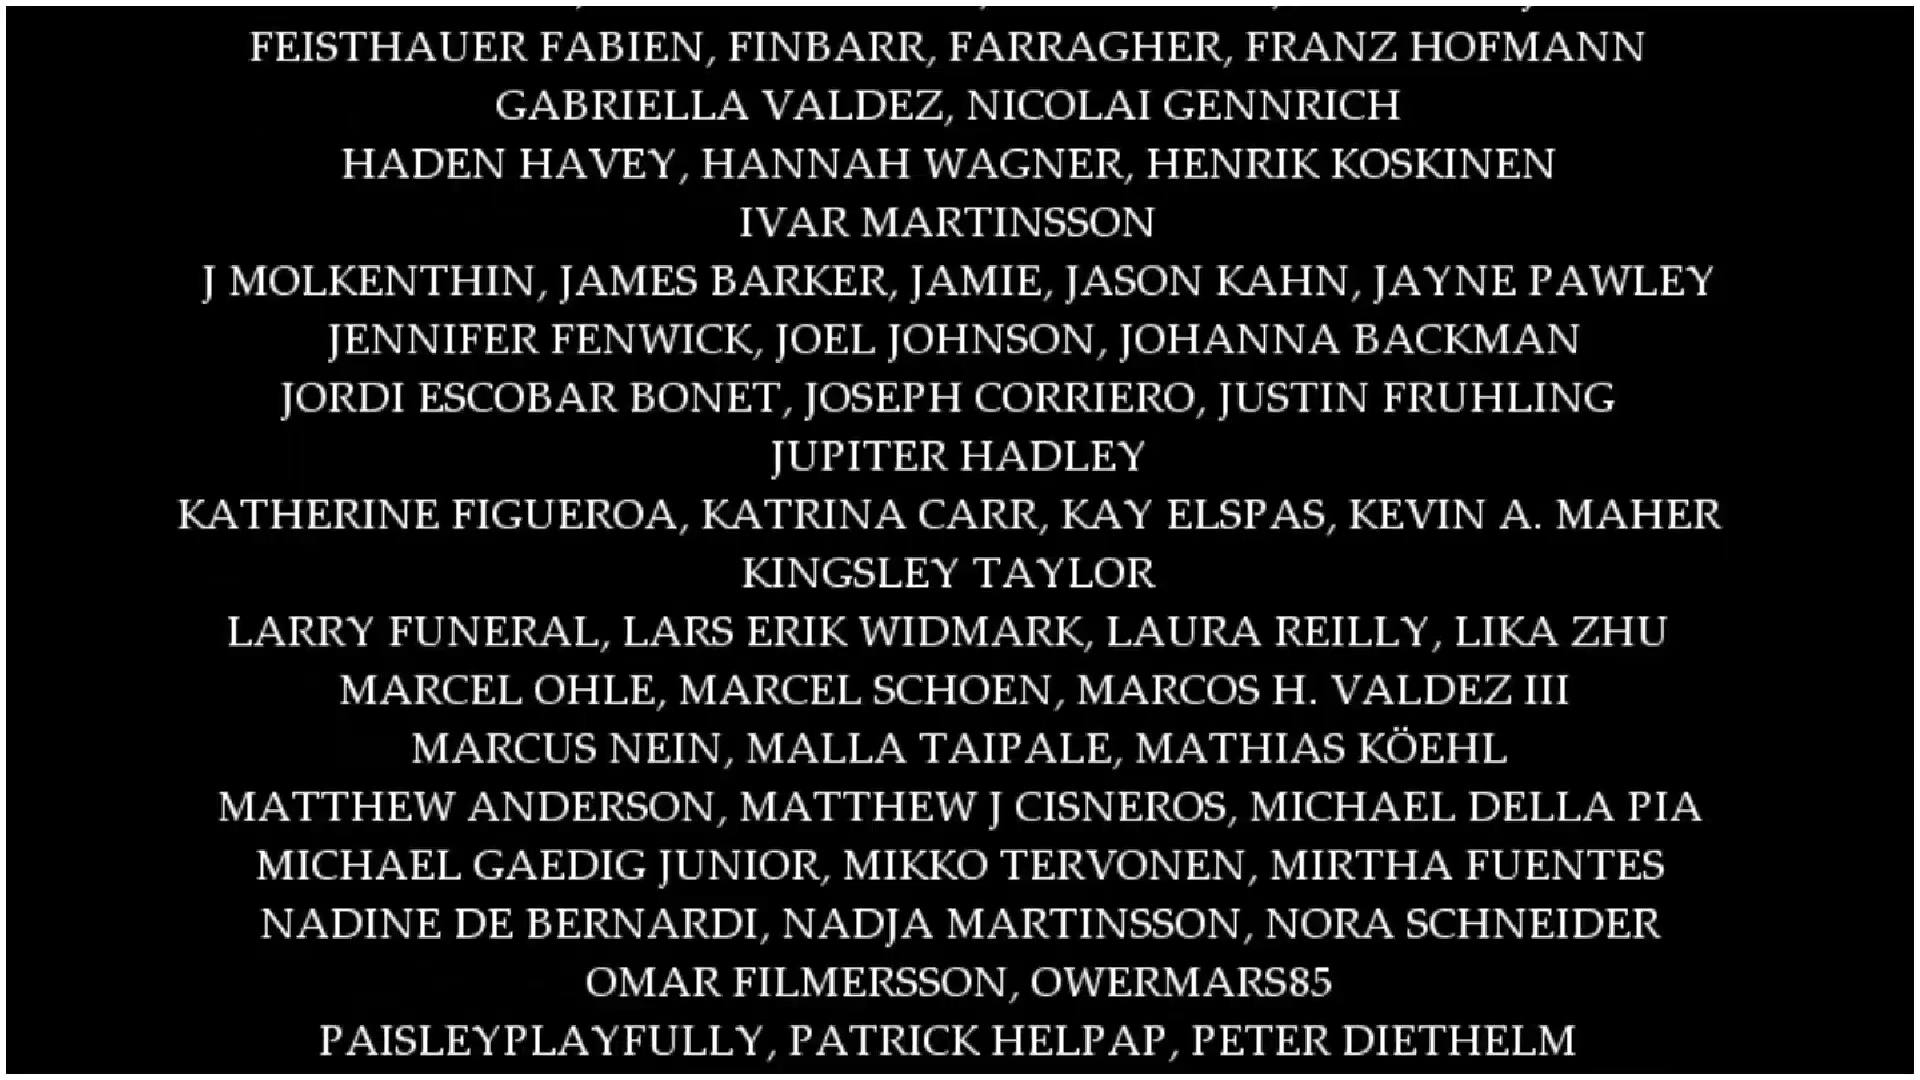 FEISTHAUER FABIEN, FINBARR, FARRAGHER, FRANZ HOFMANN
GABRIELLA VALDEZ, NICOLAI GENNRICH
HADEN HAVEY, HANNAH WAGNER, HENRIK KOSKINEN
IVAR MARTINSSON
J MOLKENTHIN, JAMES BARKER, JAMIE, JASON KAHN, JAYNE PAWLEY
JENNIFER FENWICK, JOEL JOHNSON, JOHANNA BACKMAN
JORDI ESCOBAR BONET, JOSEPH CORRIERO, JUSTIN FRUHLING
JUPITER HADLEY
KATHERINE FIGUEROA, KATRINA CARR, KAY ELSPAS, KEVIN A. MAHER
KINGSLEY TAYLOR
LARRY FUNERAL, LARS ERIK WIDMARK, LAURA REILLY, LIKA ZHU
MARCEL OHLE, MARCEL SCHOEN, MARCOS H. VALDEZ III
MARCUS NEIN, MALLA TAIPALE, MATHIAS KÖEHL
MATTHEW ANDERSON, MATTHEW J CISNEROS, MICHAEL DELLA PIA
MICHAEL GAEDIG JUNIOR, MIKKO TERVONEN, MIRTHA FUENTES
NADINE DE BERNARDI, NADJA MARTINSSON, NORA SCHNEIDER
OMAR FILMERSSON, OWERMARS85
PAISLEYPLAYFULLY, PATRICK HELPAP, PETER DIETHELM